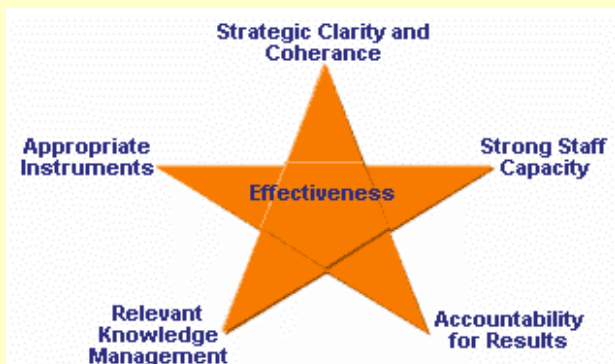 Strategic Clarity and
Coherance
Appropriate
Instruments
Strong Staff
Capacity
Effectiveness
Relevant
Knowledge
Management
Accountability
for Results